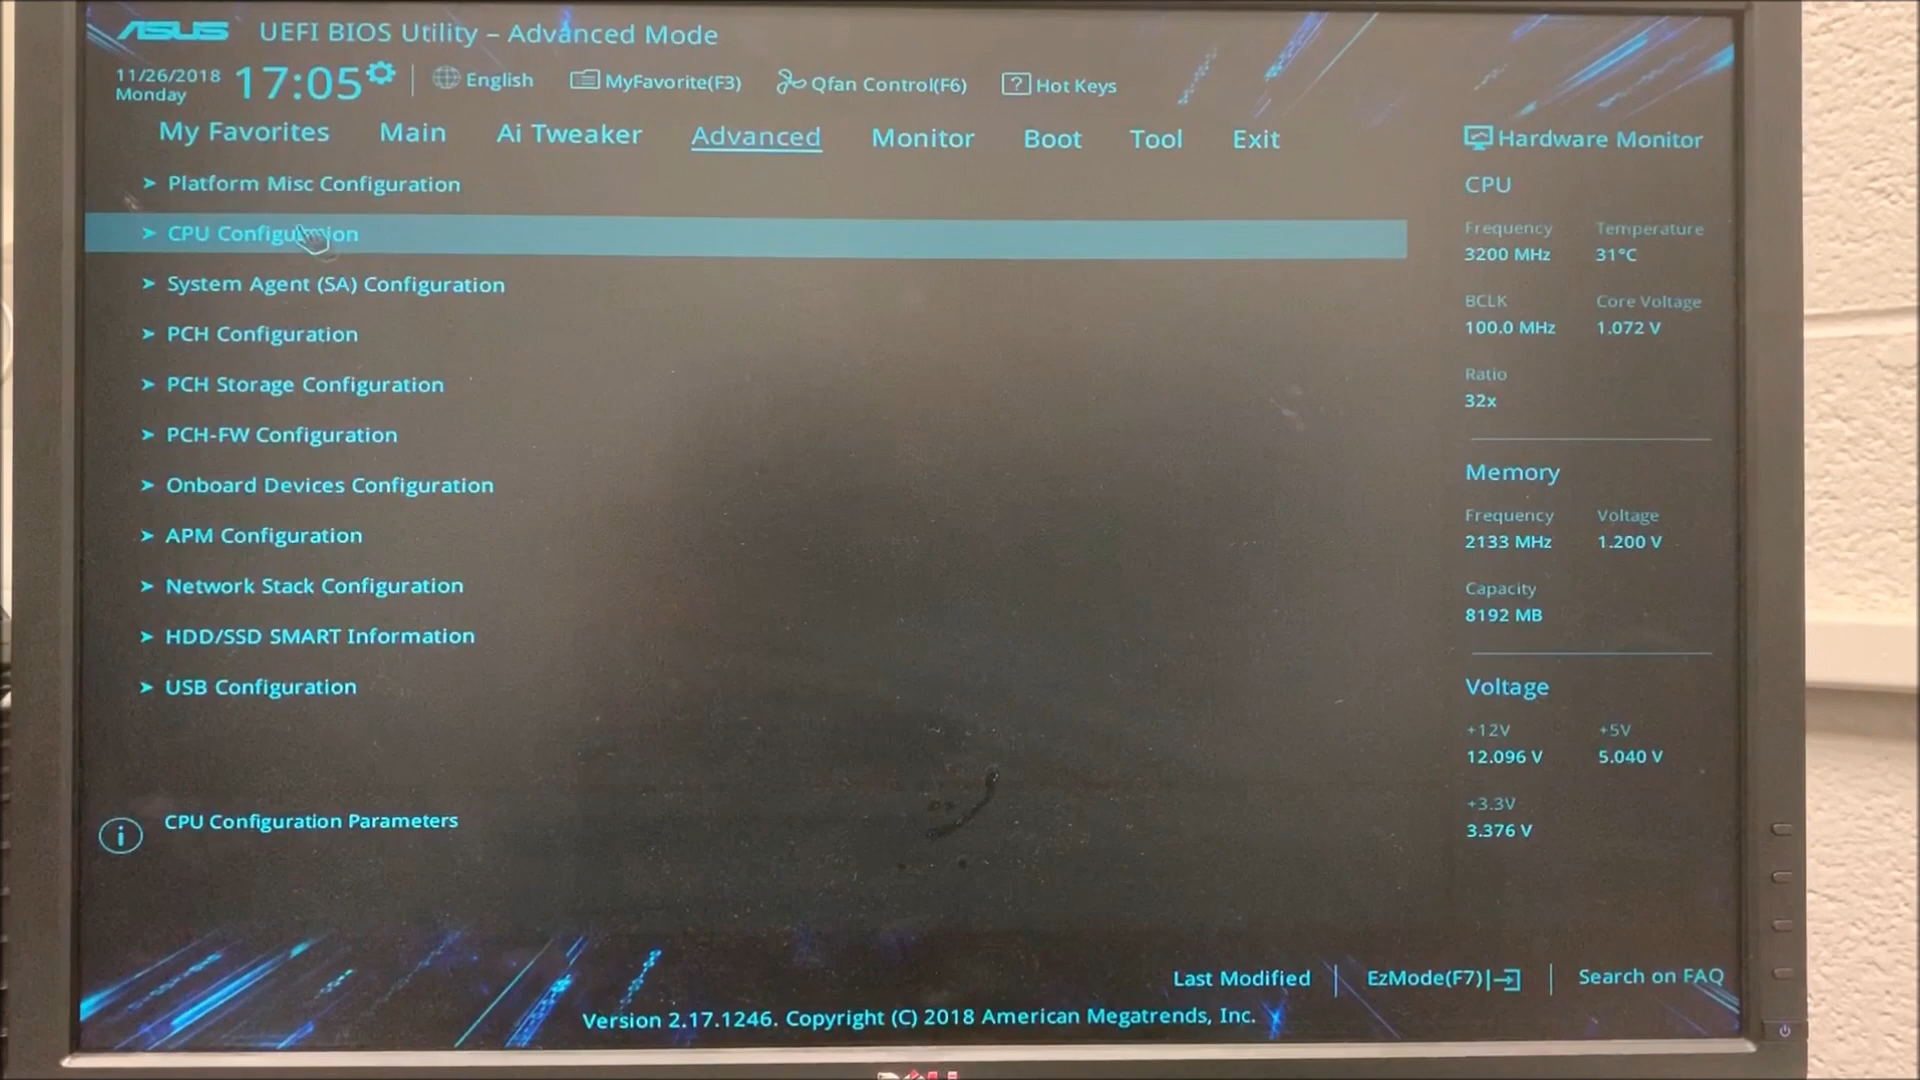 ASUS UEFI BIOS Utility – Advanced Mode
11/26/2018
Monday
17:05
English
MyFavorite(F3)
Qfan Control(F6)
? Hot Keys
My Favorites Main Ai Tweaker Advanced Monitor Boot Tool Exit
Platform Misc Configuration
CPU Configuration
System Agent (SA) Configuration
PCH Configuration
PCH Storage Configuration
PCH-FW Configuration
Onboard Devices Configuration
APM Configuration
Network Stack Configuration
HDD/SSD SMART Information
USB Configuration
i CPU Configuration Parameters
Hardware Monitor
CPU
Frequency Temperature
3200 MHz 31°C
BCLK Core Voltage
100.0 MHz 1.072 V
Ratio
32x
Memory
Frequency Voltage
2133 MHz 1.200 V
Capacity
8192 MB
Voltage
+12V +5V
12.096 V 5.040 V
+3.3V
3.376 V
Last Modified EzMode(F7) Search on FAQ
Version 2.17.1246. Copyright (C) 2018 American Megatrends, Inc.